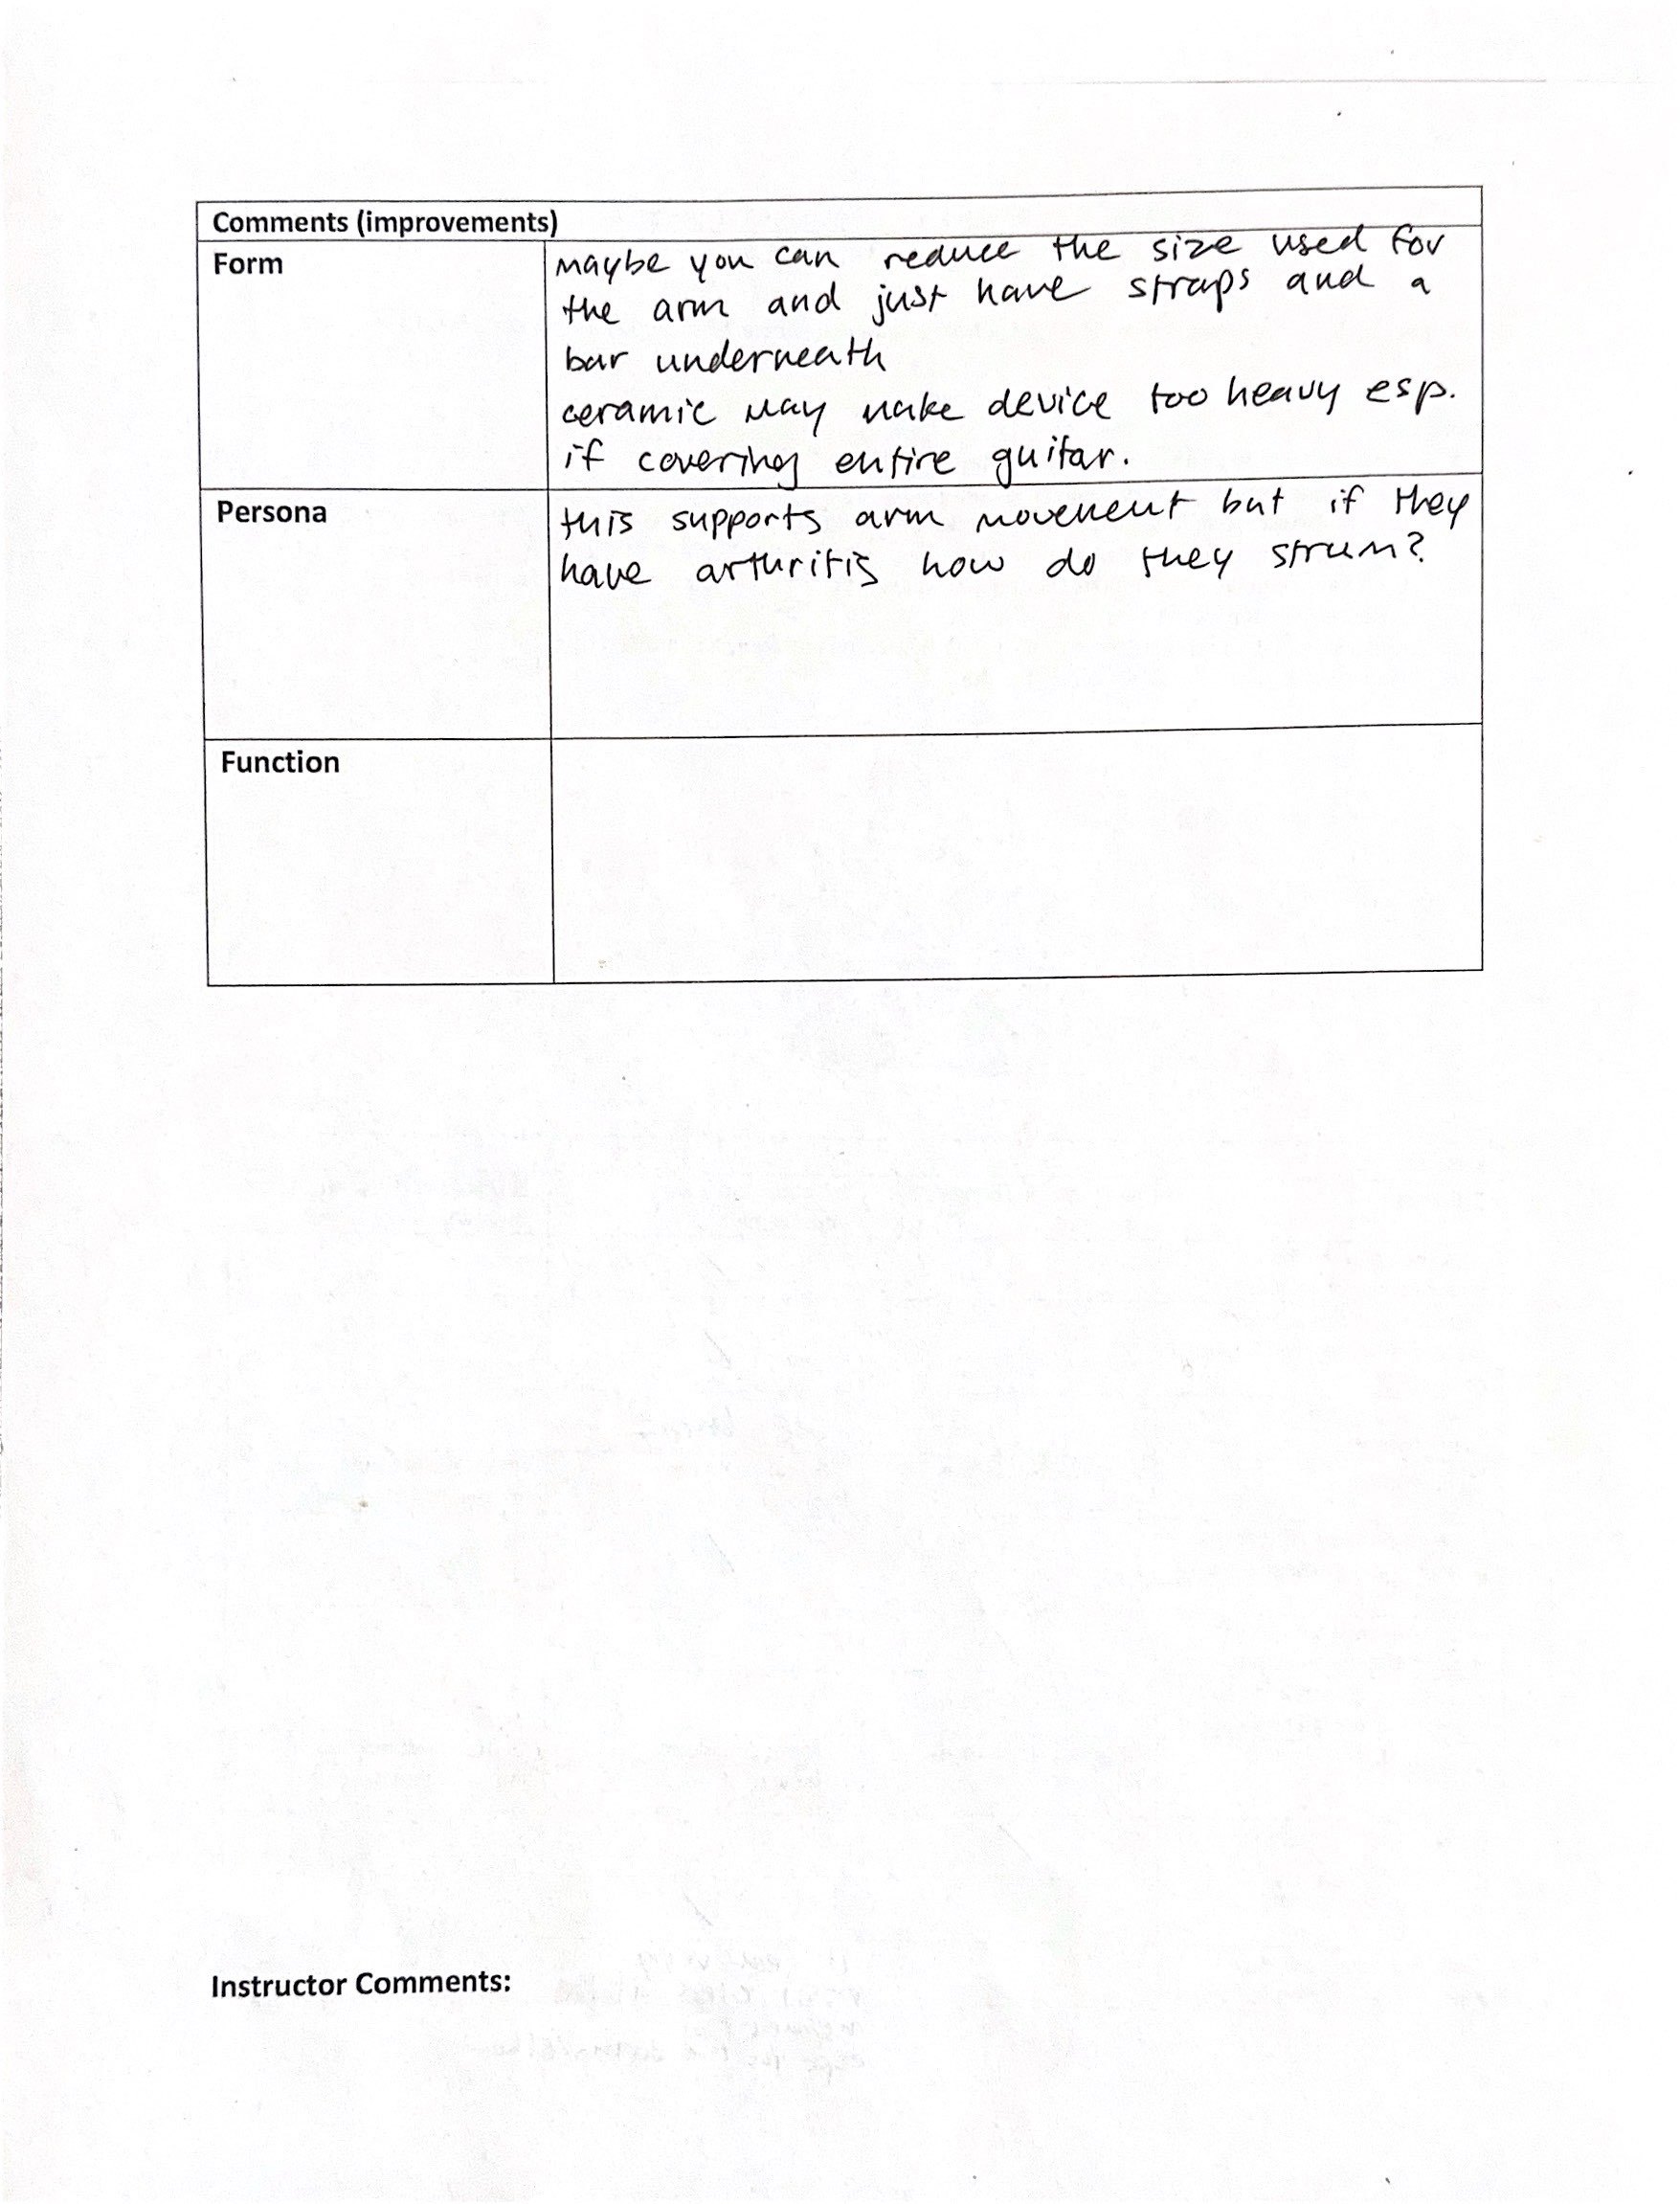 Comments (improvements)
Form
maybe you can reduce the size used for
the arm and just have straps and a
bar underneath
ceramic may make device too heavy esp.
if covering entire guitar.
Persona
this supports arm movement but if they
have arthuritis how do they strum?
Function
Instructor Comments: